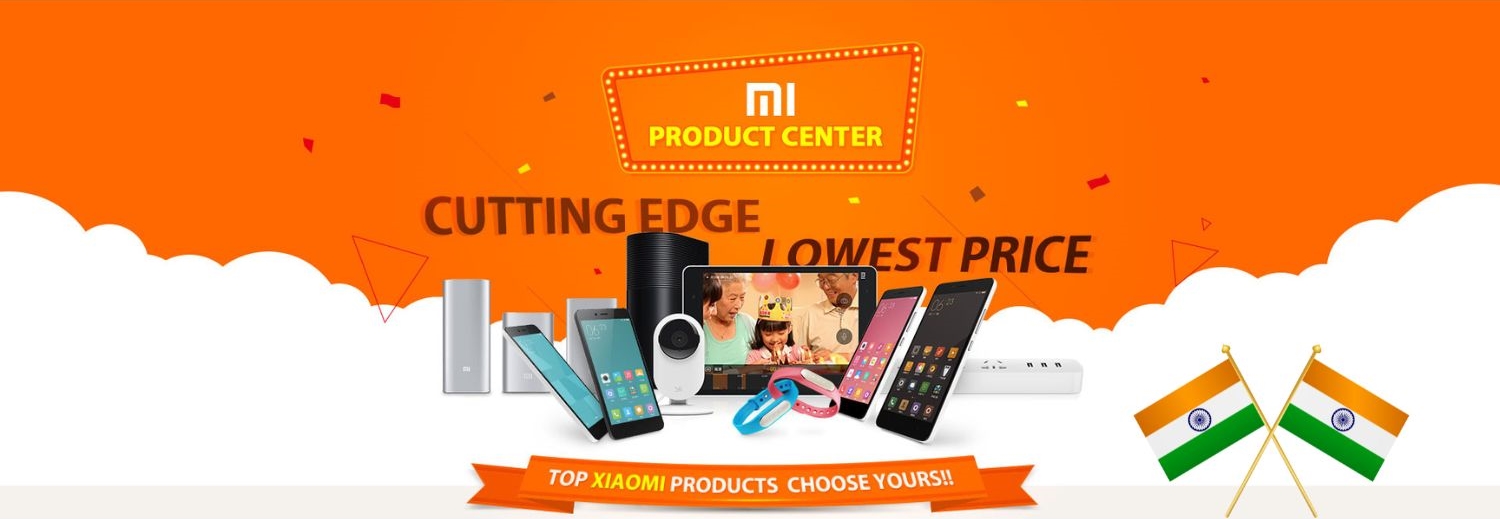 MI
PRODUCT CENTER
CUTTING EDGE
LOWEST PRICE
TOP XIAOMI PRODUCTS CHOOSE YOURS!!